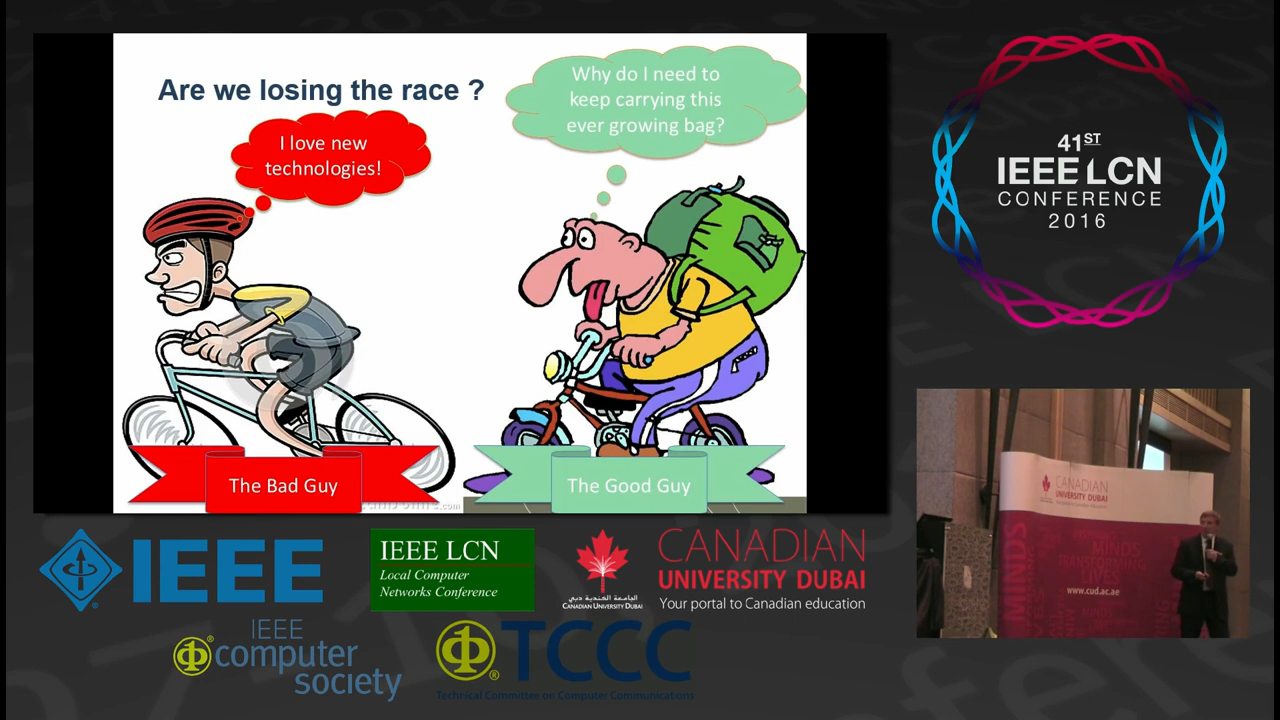 Are we losing the race ?
I love new
technologies!
Why do I need to
keep carrying this
ever growing bag?
The Bad Guy
The Good Guy
41ST
IEEE LCN
CONFERENCE
2016
CANADIAN
UNIVERSITY DUBAI
MINDS
MINDS
TRANSFORMING
www.cud.ac.ae
IEEE
IEEE LCN
Local Computer
Networks Conference
الجامعة الكندية دبي
CANADIAN UNIVERSITY DUBAI
CANADIAN
UNIVERSITY DUBAI
Your portal to Canadian education
IEEE
computer
society
TCCC
Technical Committee on Computer Communications